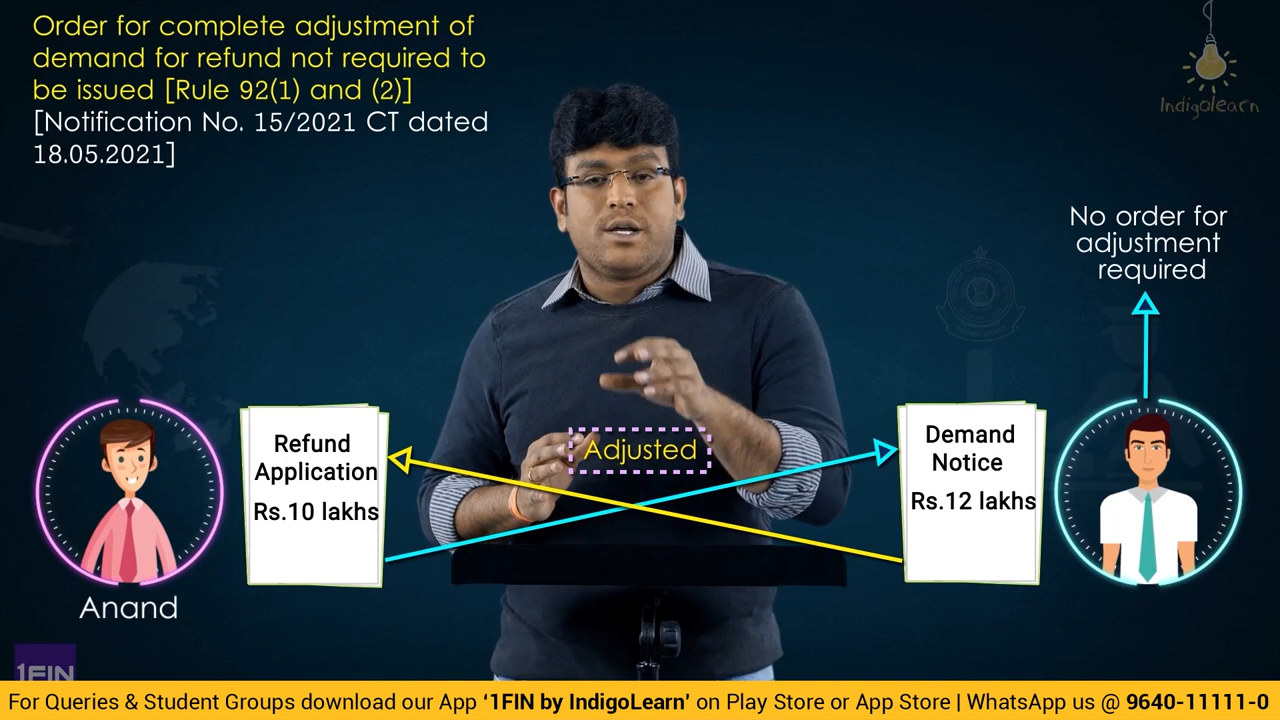 Order for complete adjustment of
demand for refund not required to
be issued [Rule 92(1) and (2)]
[Notification No. 15/2021 CT dated
18.05.2021]
Indigolearn
No order for
adjustment
required
Refund
Application
Rs.10 lakhs
Adjusted
Demand
Notice
Rs.12 lakhs
Anand
1FIN
For Queries & Student Groups download our App ‘1FIN by IndigoLearn’ on Play Store or App Store | WhatsApp us @ 9640-11111-0